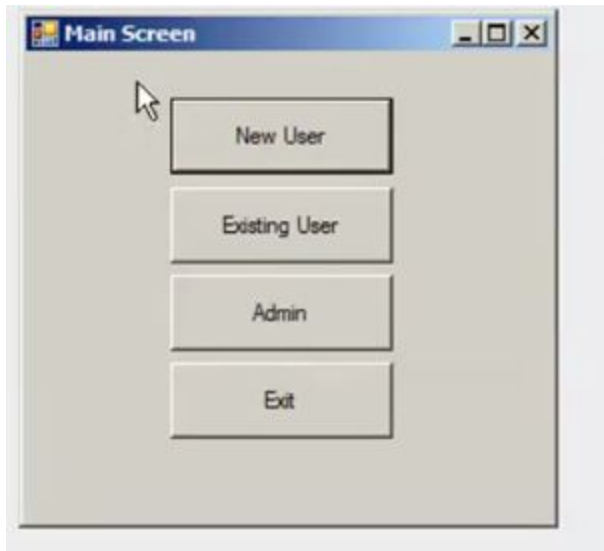 Main Screen
New User
Existing User
Admin
Exit